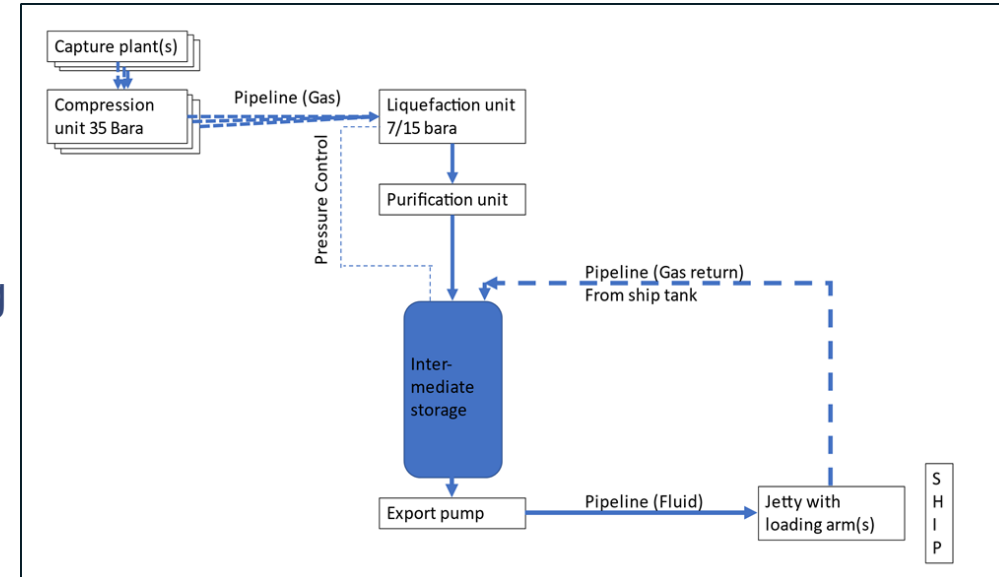 Capture plant(s)
Compression
unit 35 Bara
Pipeline (Gas)
Liquefaction unit
7/15 bara
Pressure Control
Purification unit
Pipeline (Gas return)
From ship tank
Inter-
mediate
storage
Export pump
Pipeline (Fluid)
Jetty with
loading arm(s)
S
H
I
P